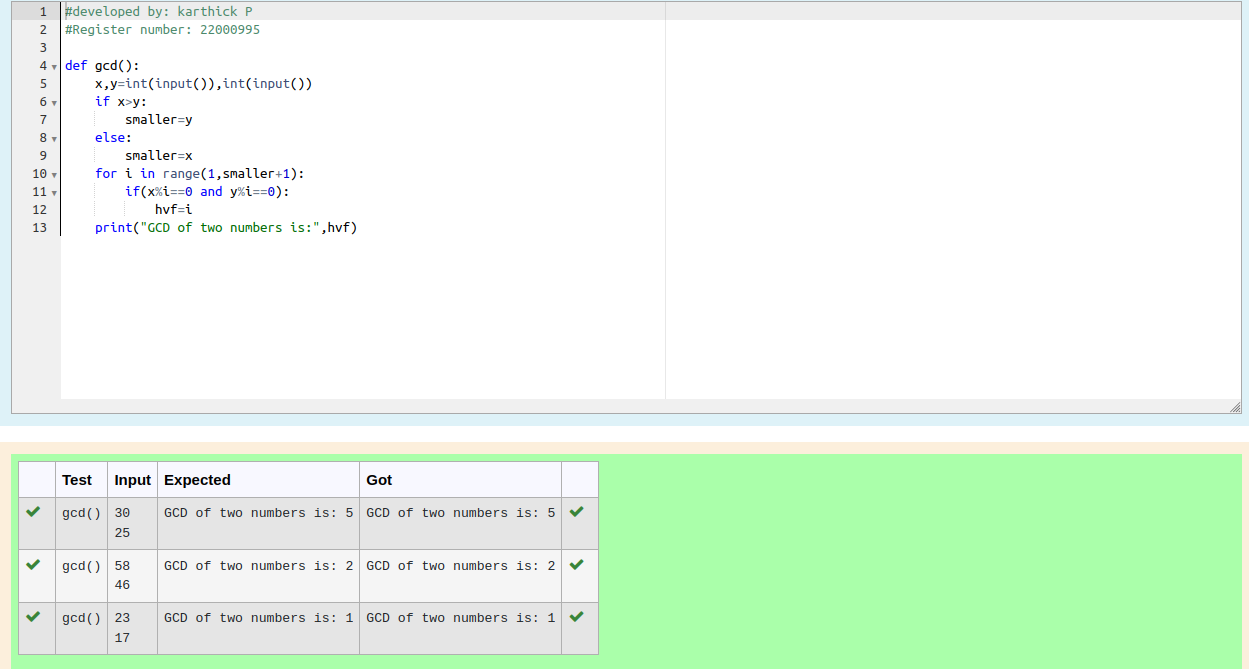 1 #developed by: karthick P
2 #Register number: 22000995
3
4 def gcd():
5     x,y=int(input()),int(input())
6     if x>y:
7         smaller=y
8     else:
9         smaller=x
10     for i in range(1,smaller+1):
11         if(x%i==0 and y%i==0):
12             hvf=i
13     print("GCD of two numbers is:",hvf)
Test Input Expected Got
gcd() 30 GCD of two numbers is: 5 GCD of two numbers is: 5
25
gcd() 58 GCD of two numbers is: 2 GCD of two numbers is: 2
46
gcd() 23 GCD of two numbers is: 1 GCD of two numbers is: 1
17